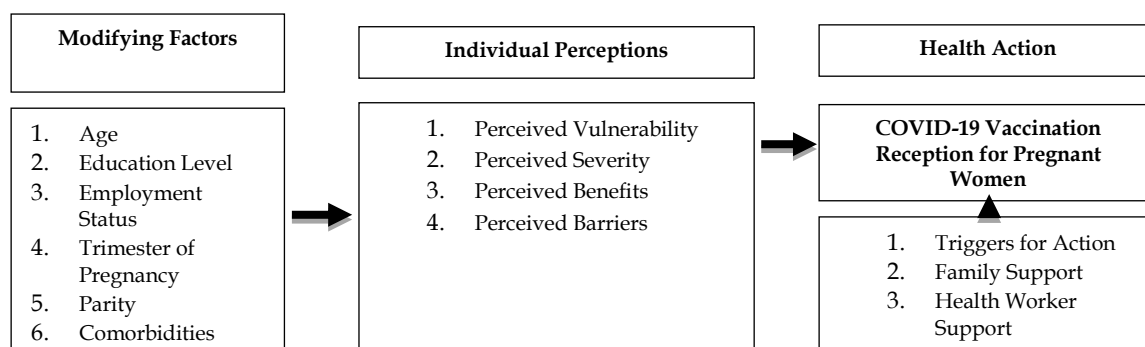 Modifying Factors
1. Age
2. Education Level
3. Employment
Status
4. Trimester of
Pregnancy
5. Parity
6. Comorbidities
Individual Perceptions
1. Perceived Vulnerability
2. Perceived Severity
3. Perceived Benefits
4. Perceived Barriers
Health Action
COVID-19 Vaccination
Reception for Pregnant
Women
1. Triggers for Action
2. Family Support
3. Health Worker
Support